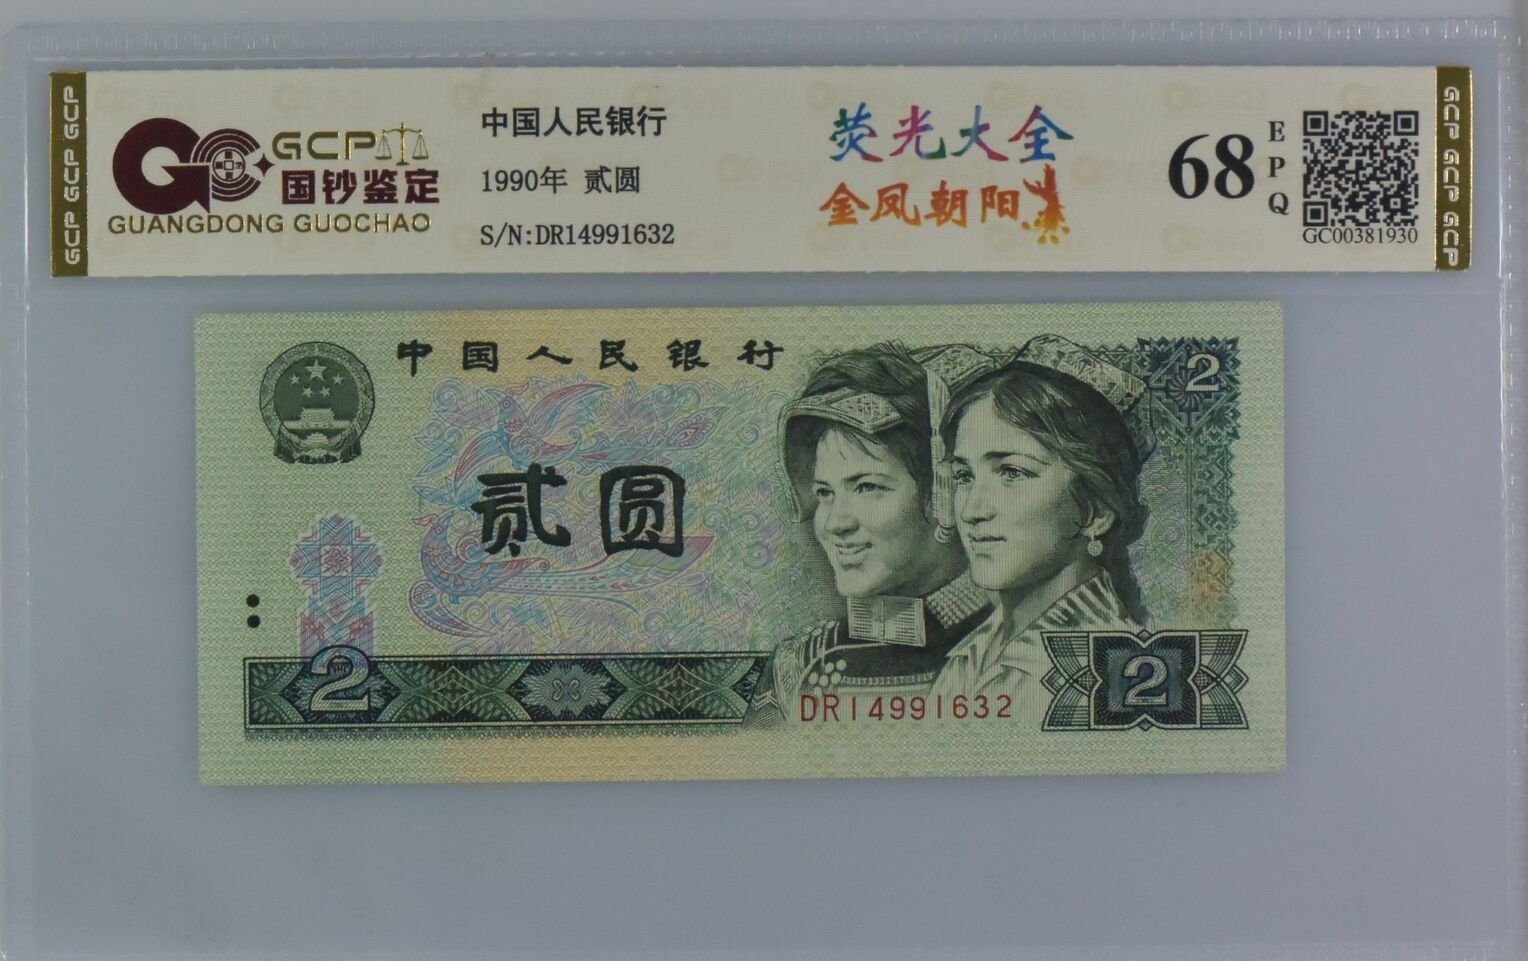 GCP GCP GCP
GCP
国钞鉴定
GUANGDONG GUOCHAO
中国人民银行
1990年 贰圆
S/N:DR14991632
荧光大全
金凤朝阳
68
EPQ
GC00381930
GCP GCP GCP
中国人民银行
2
贰圆
2
DR14991632
2